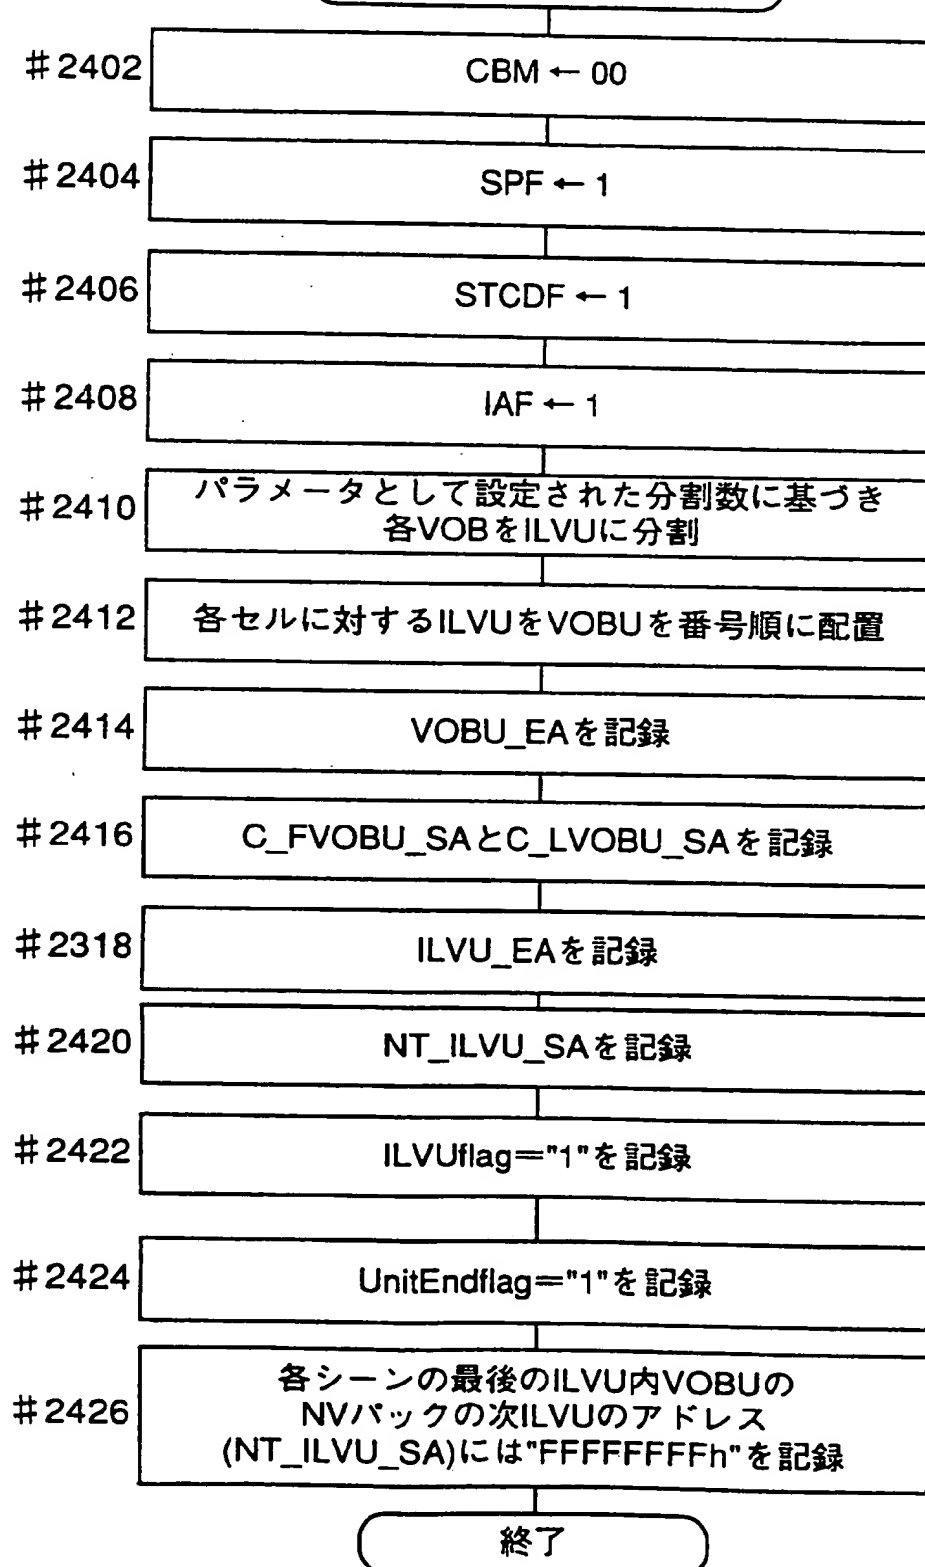 #2402 CBM ← 00
#2404 SPF ← 1
#2406 STCDF ← 1
#2408 IAF ← 1
#2410 パラメータとして設定された分割数に基づき
各VOBをILVUに分割
#2412 各セルに対するILVUをVOBUを番号順に配置
#2414 VOBU_EAを記録
#2416 C_FVOBU_SAとC_LVOBU_SAを記録
#2318 ILVU_EAを記録
#2420 NT_ILVU_SAを記録
#2422 ILVUflag="1"を記録
#2424 UnitEndflag="1"を記録
#2426 各シーンの最後のILVU内VOBUの
NVパックの次ILVUのアドレス
(NT_ILVU_SA)には"FFFFFFFFh"を記録
終了